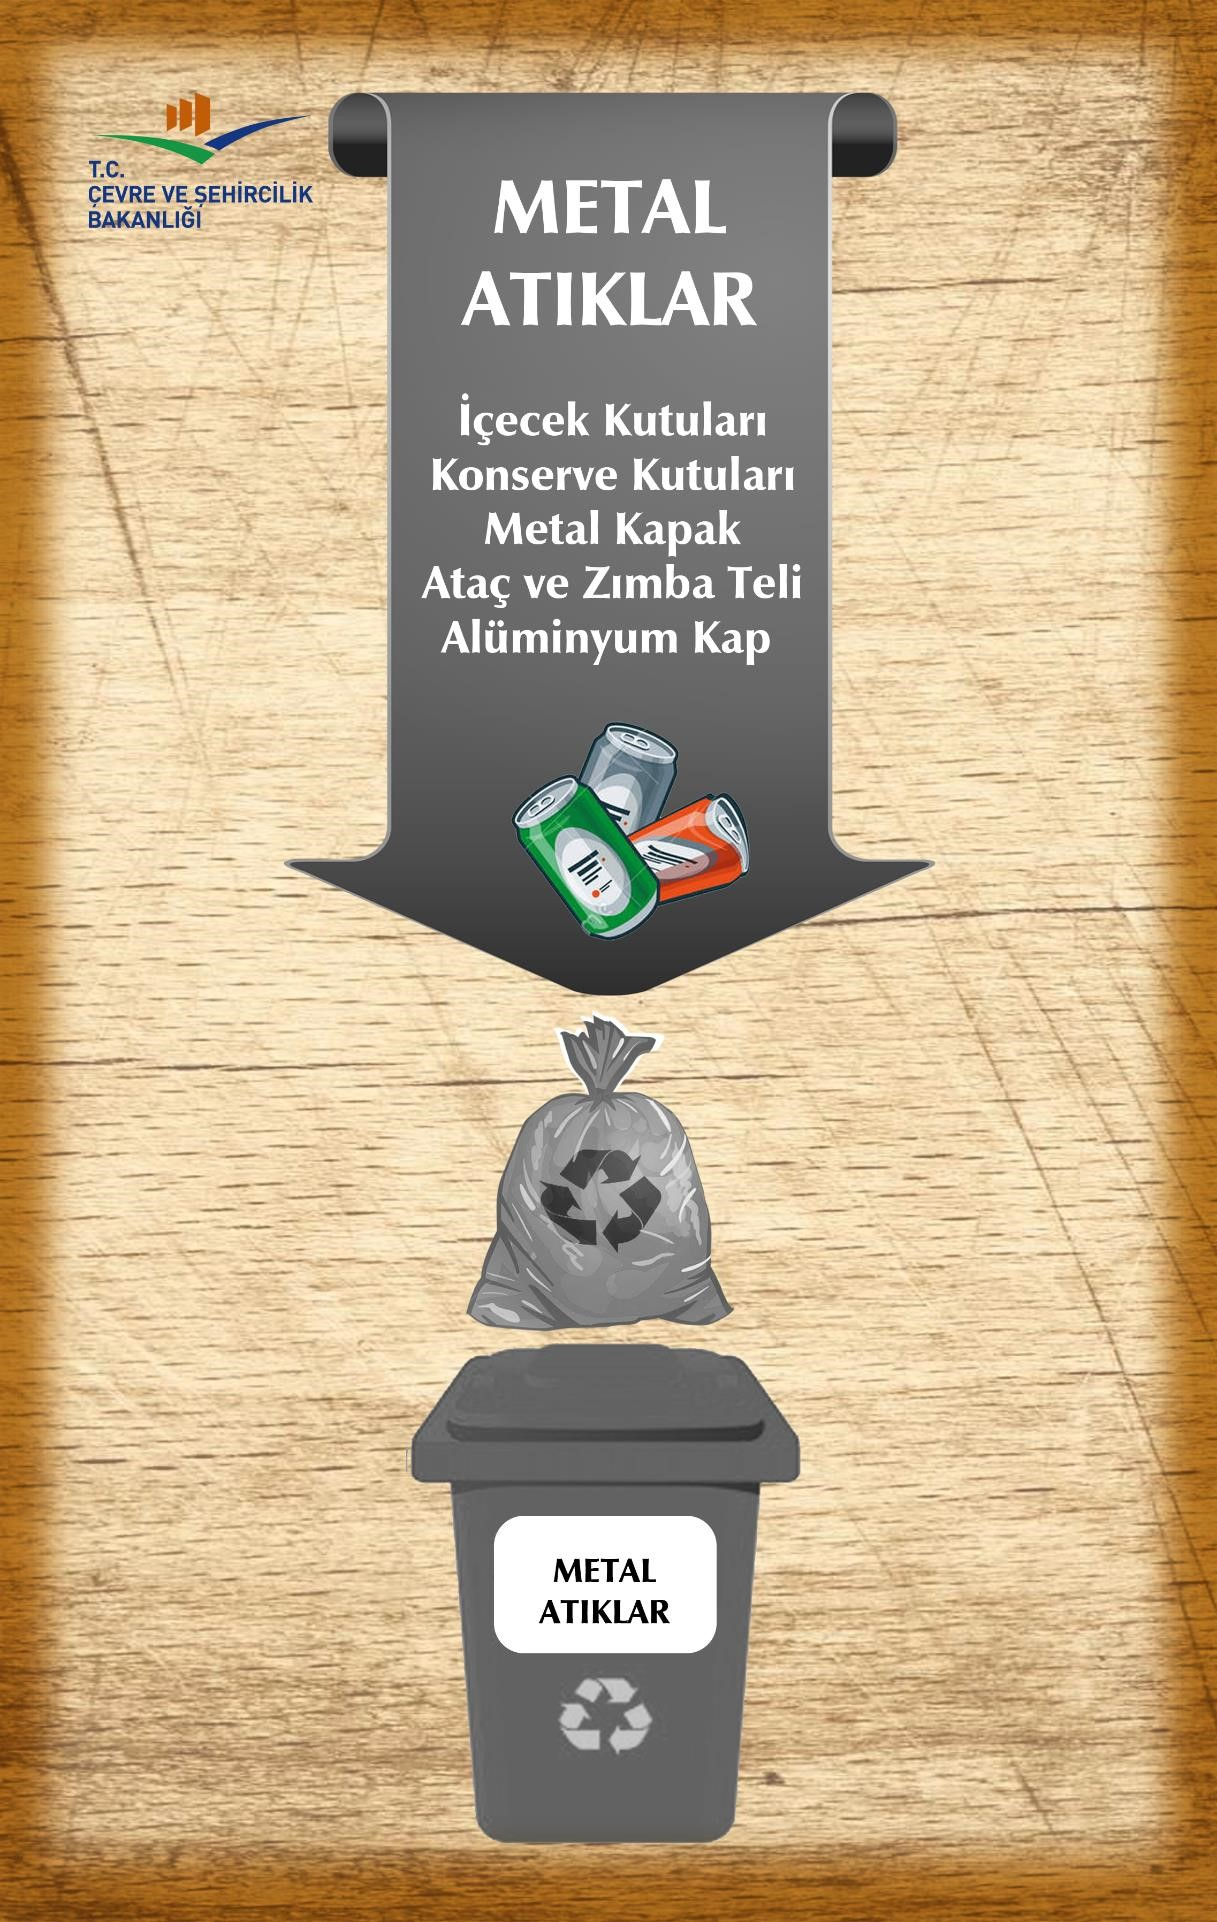 T.C.
ÇEVRE VE ŞEHİRCİLİK
BAKANLIĞI
METAL
ATIKLAR
İçecek Kutuları
Konserve Kutuları
Metal Kapak
Ataç ve Zımba Teli
Alüminyum Kap
METAL
ATIKLAR